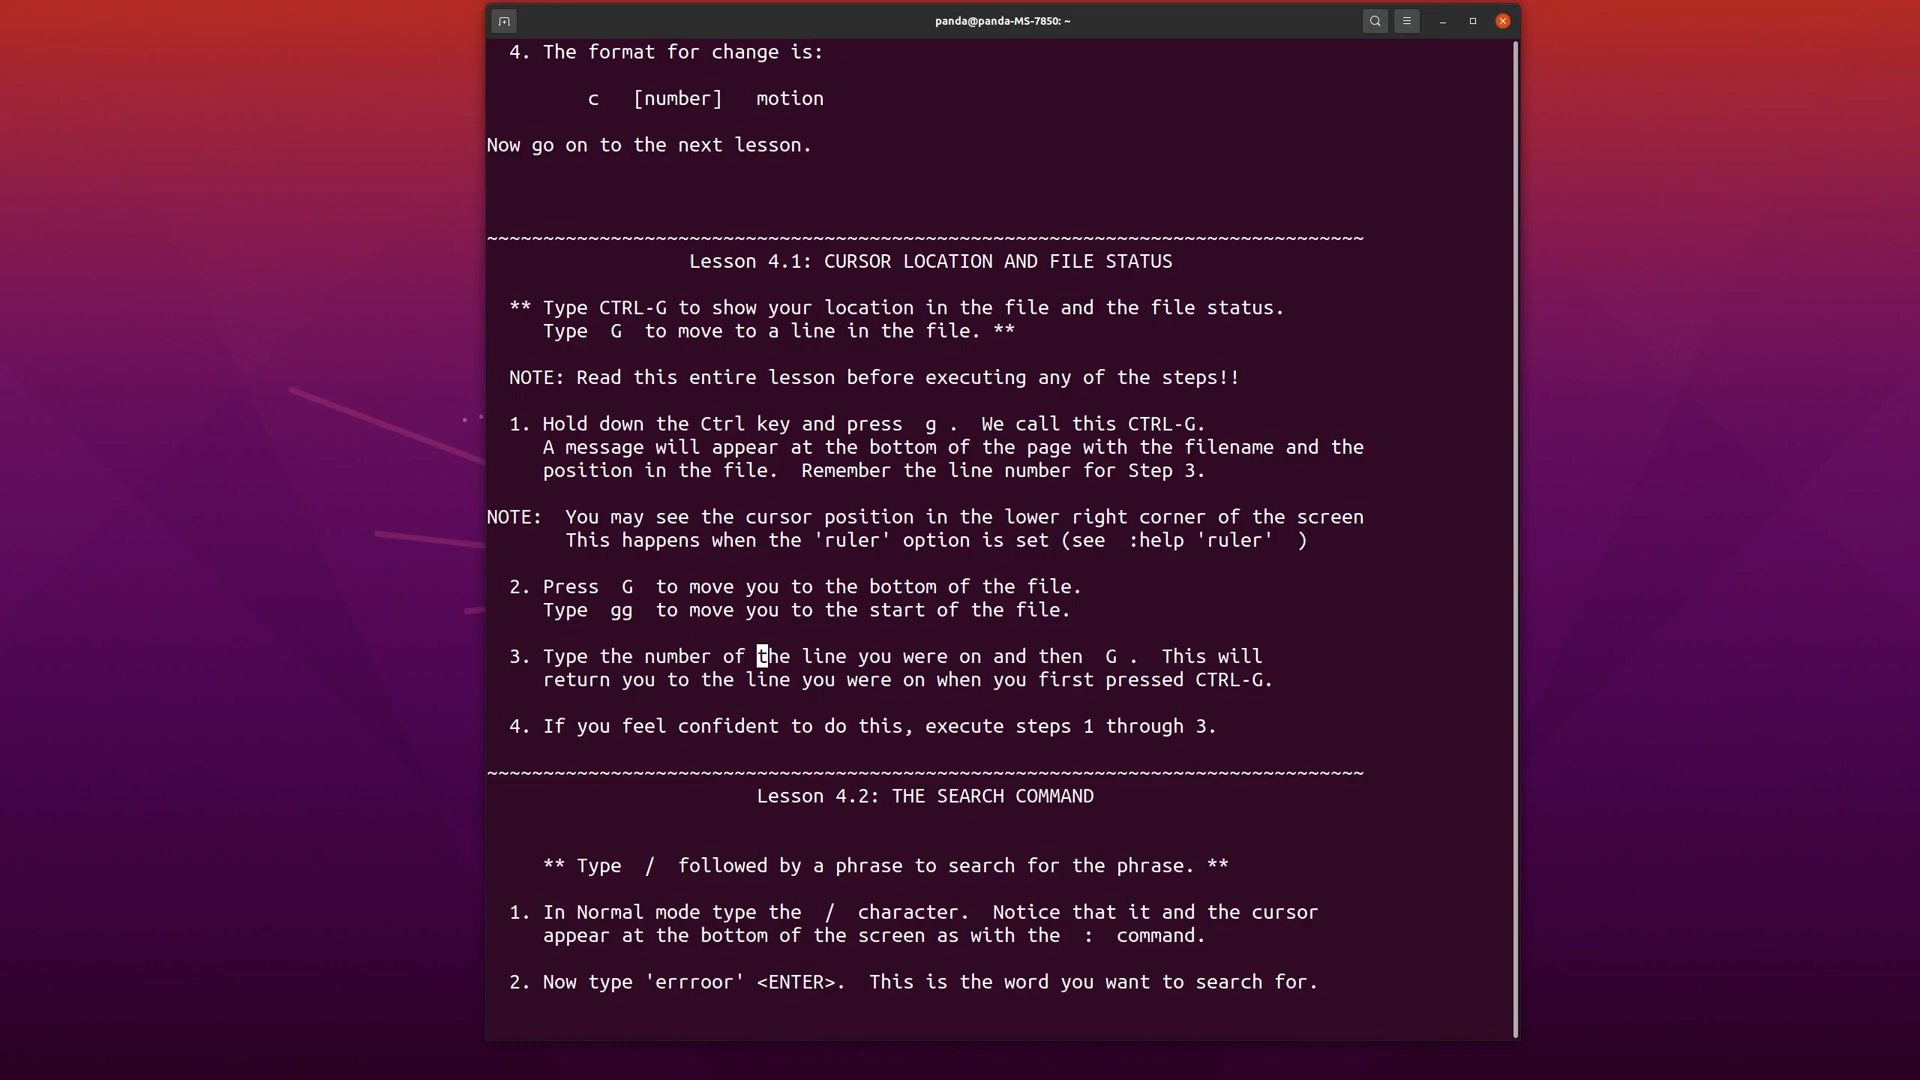 panda@panda-MS-7850: ~
4. The format for change is:
c [number] motion
Now go on to the next lesson.
~~~~~~~~~~~~~~~~~~~~~~~~~~~~~~~~~~~~~~~~~~~~~~~~~~~~~~~~~~~~~~~~~~~~~~~~~~~~~~
Lesson 4.1: CURSOR LOCATION AND FILE STATUS
** Type CTRL-G to show your location in the file and the file status.
Type G to move to a line in the file. **
NOTE: Read this entire lesson before executing any of the steps!!
1. Hold down the Ctrl key and press g . We call this CTRL-G.
A message will appear at the bottom of the page with the filename and the
position in the file. Remember the line number for Step 3.
NOTE: You may see the cursor position in the lower right corner of the screen
This happens when the 'ruler' option is set (see :help 'ruler' )
2. Press G to move you to the bottom of the file.
Type gg to move you to the start of the file.
3. Type the number of the line you were on and then G . This will
return you to the line you were on when you first pressed CTRL-G.
4. If you feel confident to do this, execute steps 1 through 3.
~~~~~~~~~~~~~~~~~~~~~~~~~~~~~~~~~~~~~~~~~~~~~~~~~~~~~~~~~~~~~~~~~~~~~~~~~~~~~~
Lesson 4.2: THE SEARCH COMMAND
** Type / followed by a phrase to search for the phrase. **
1. In Normal mode type the / character. Notice that it and the cursor
appear at the bottom of the screen as with the : command.
2. Now type 'errroor' <ENTER>. This is the word you want to search for.